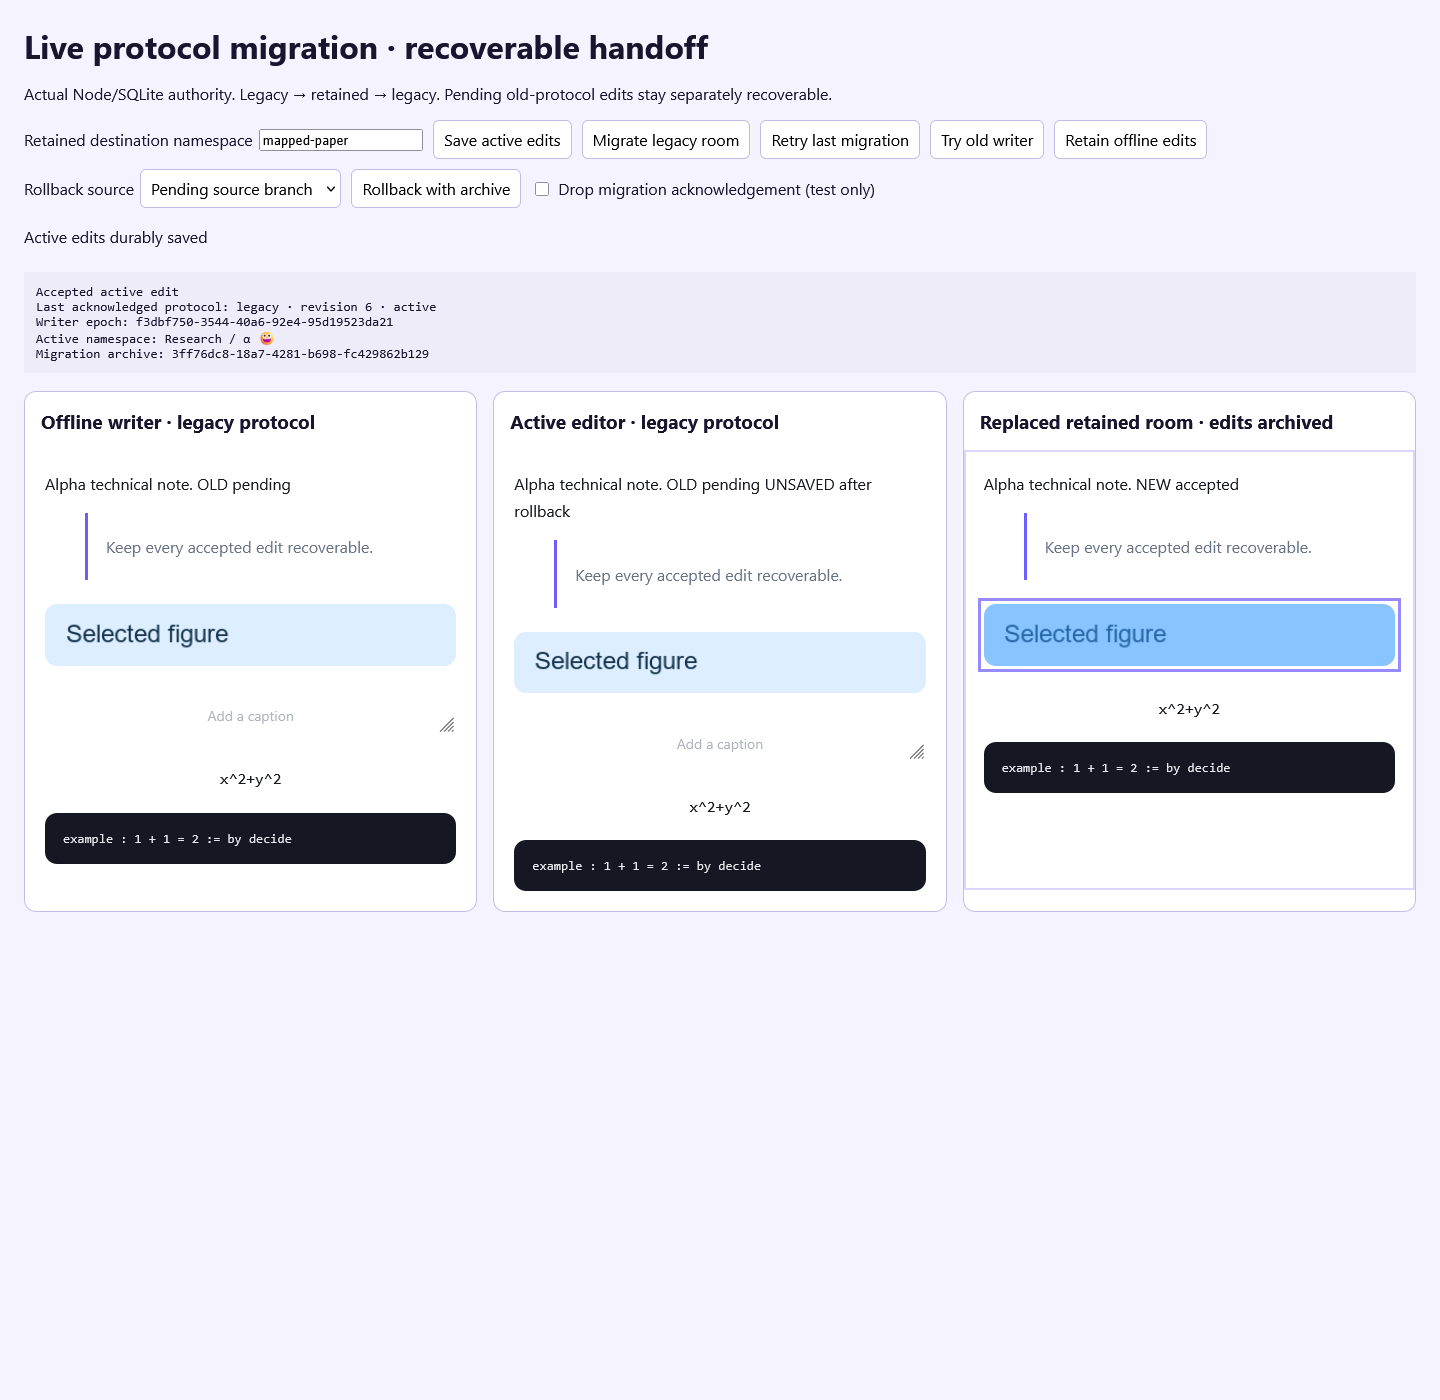 Live protocol migration · recoverable handoff
Actual Node/SQLite authority. Legacy → retained → legacy. Pending old-protocol edits stay separately recoverable.
Retained destination namespace mapped-paper Save active edits Migrate legacy room Retry last migration Try old writer Retain offline edits
Rollback source Pending source branch Rollback with archive Drop migration acknowledgement (test only)
Active edits durably saved
Accepted active edit
Last acknowledged protocol: legacy · revision 6 · active
Writer epoch: f3dbf750-3544-40a6-92e4-95d19523da21
Active namespace: Research / α 😀
Migration archive: 3ff76dc8-18a7-4281-b698-fc429862b129
Offline writer · legacy protocol
Alpha technical note. OLD pending
Keep every accepted edit recoverable.
Selected figure
Add a caption
x^2+y^2
example : 1 + 1 = 2 := by decide
Active editor · legacy protocol
Alpha technical note. OLD pending UNSAVED after
rollback
Keep every accepted edit recoverable.
Selected figure
Add a caption
x^2+y^2
example : 1 + 1 = 2 := by decide
Replaced retained room · edits archived
Alpha technical note. NEW accepted
Keep every accepted edit recoverable.
Selected figure
x^2+y^2
example : 1 + 1 = 2 := by decide